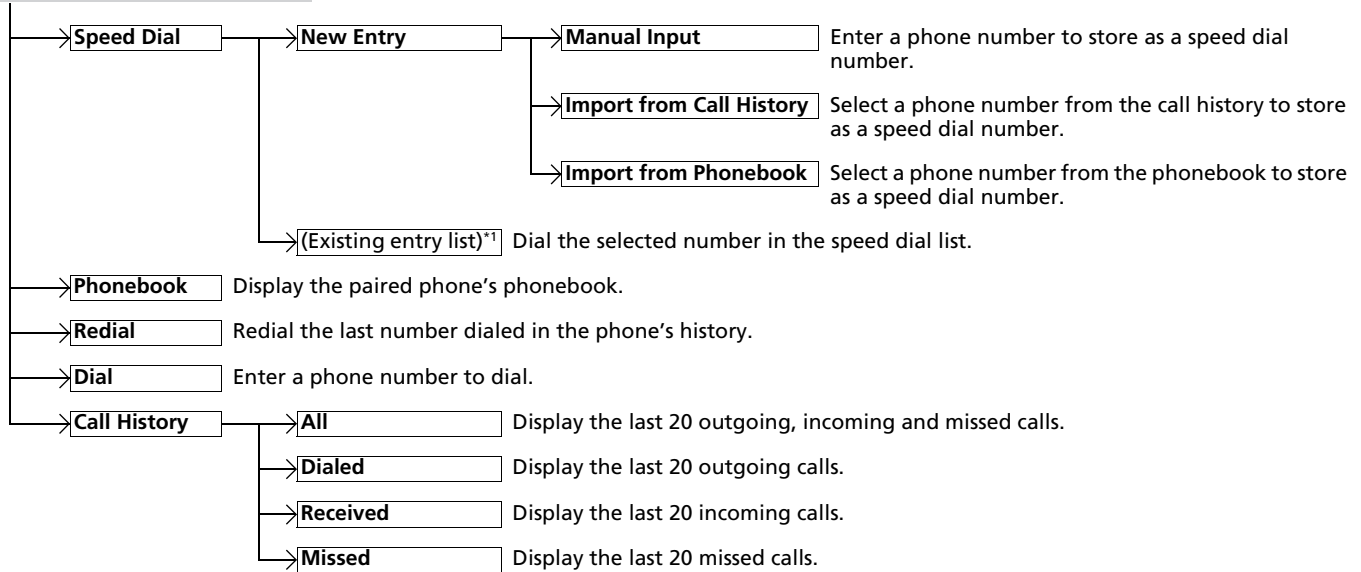 Speed Dial
New Entry
Manual Input
Enter a phone number to store as a speed dial
number.
Import from Call History
Select a phone number from the call history to store
as a speed dial number.
Import from Phonebook
Select a phone number from the phonebook to store
as a speed dial number.
(Existing entry list)*1
Dial the selected number in the speed dial list.
Phonebook
Display the paired phone’s phonebook.
Redial
Redial the last number dialed in the phone’s history.
Dial
Enter a phone number to dial.
Call History
All
Display the last 20 outgoing, incoming and missed calls.
Dialed
Display the last 20 outgoing calls.
Received
Display the last 20 incoming calls.
Missed
Display the last 20 missed calls.